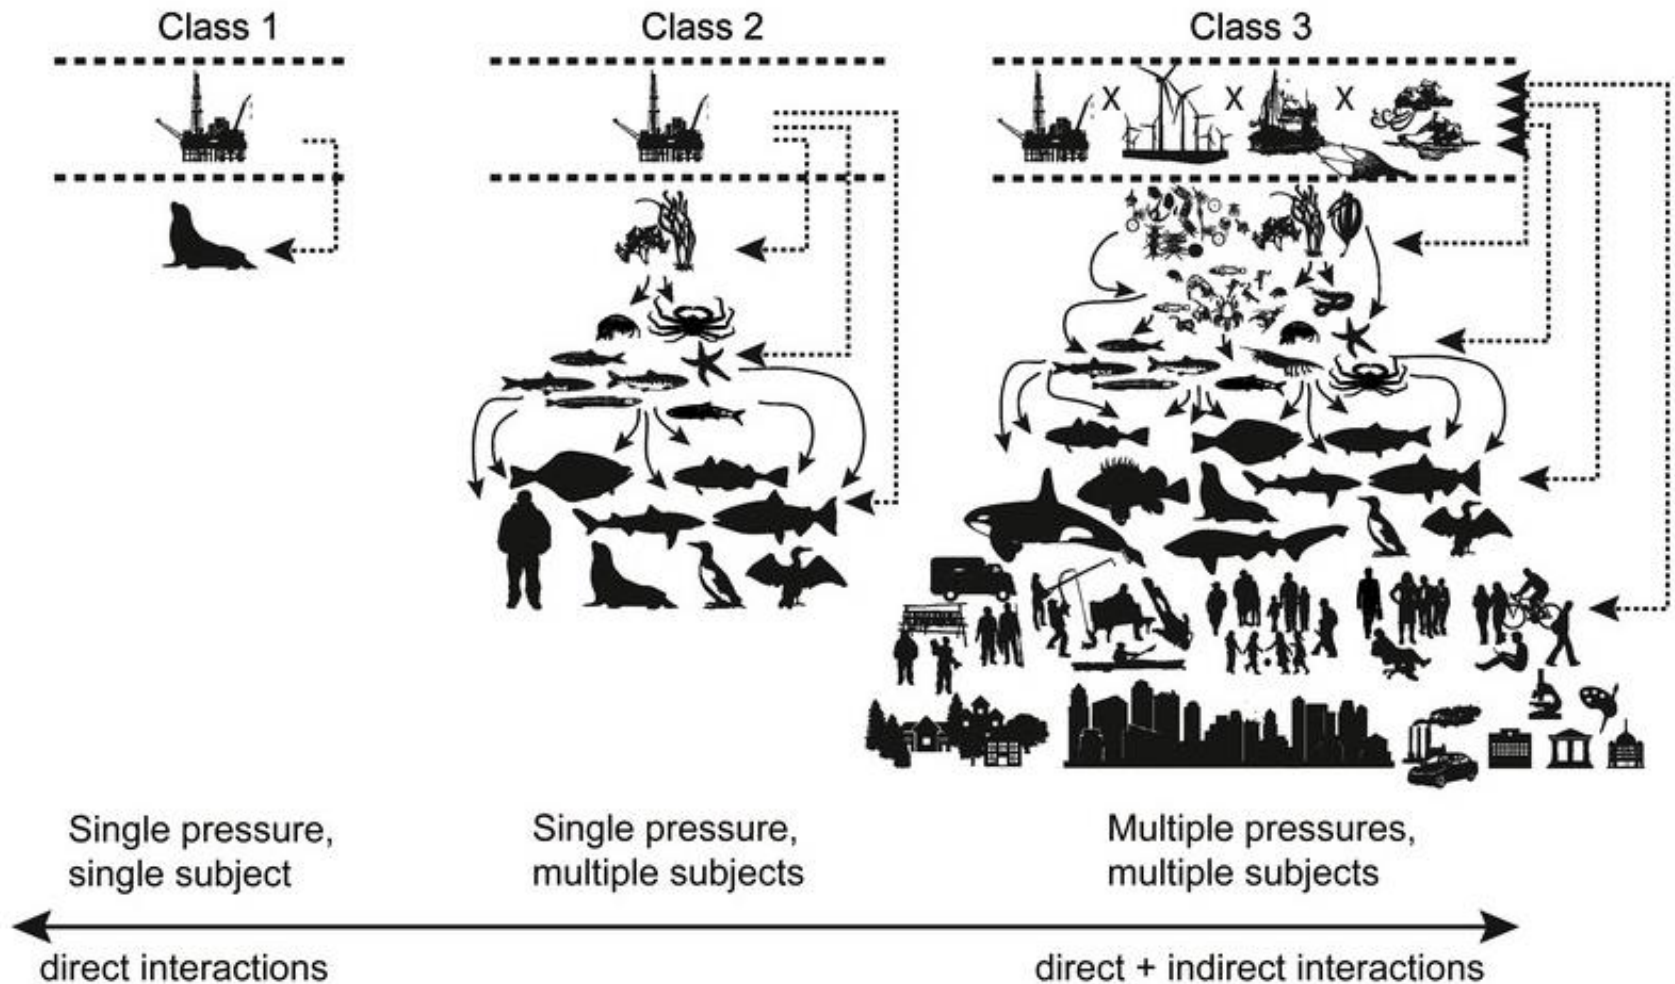 Class 1
Class 2
Class 3
X
X
X
Single pressure,
single subject
Single pressure,
multiple subjects
Multiple pressures,
multiple subjects
direct interactions
direct + indirect interactions